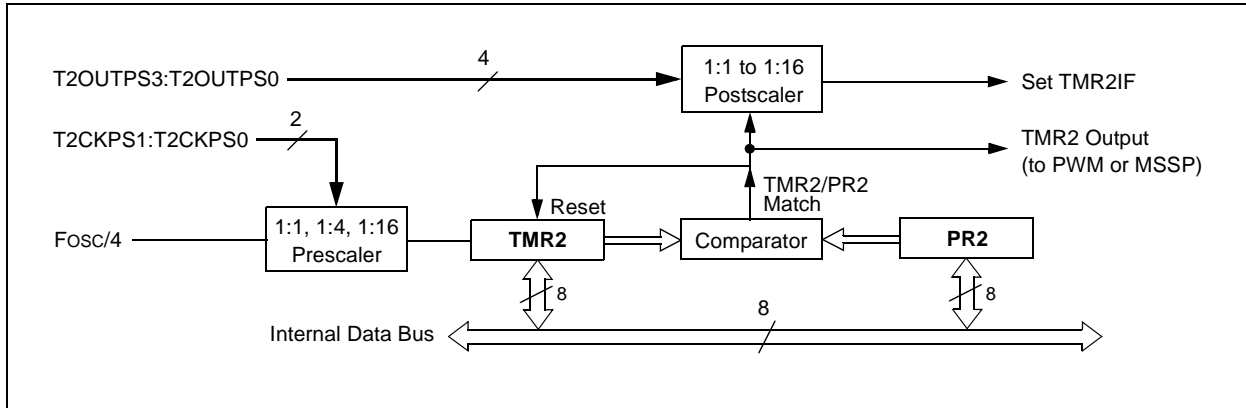 T2OUTPS3:T2OUTPS0
4
1:1 to 1:16
Postscaler
Set TMR2IF
T2CKPS1:T2CKPS0
2
TMR2 Output
(to PWM or MSSP)
TMR2/PR2
Match
Reset
FOSC/4
1:1, 1:4, 1:16
Prescaler
TMR2
Comparator
PR2
8
8
Internal Data Bus
8